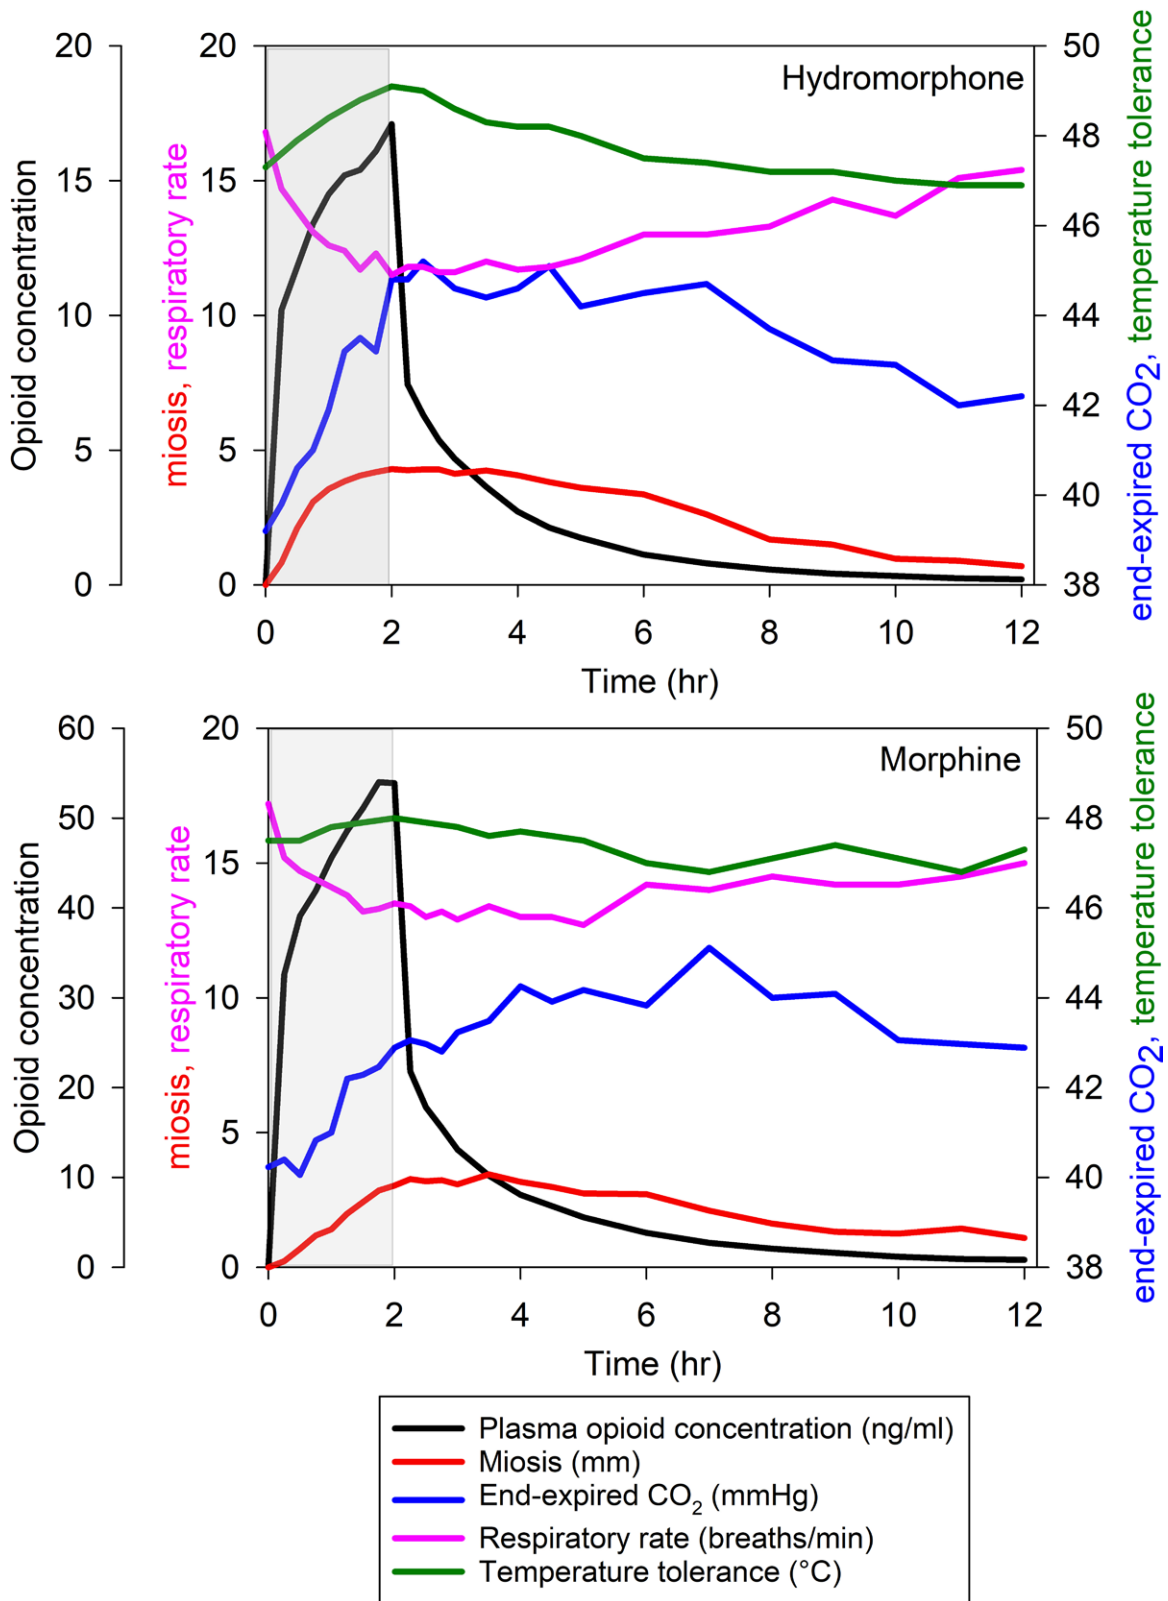 Hydromorphone
Opioid concentration
20
15
10
5
0
miosis, respiratory rate
20
15
10
5
0
end-expired CO2, temperature tolerance
50
48
46
44
42
40
38
0 2 4 6 8 10 12
Time (hr)
Morphine
Opioid concentration
60
50
40
30
20
10
0
miosis, respiratory rate
20
15
10
5
0
end-expired CO2, temperature tolerance
50
48
46
44
42
40
38
0 2 4 6 8 10 12
Time (hr)
Plasma opioid concentration (ng/ml)
Miosis (mm)
End-expired CO2 (mmHg)
Respiratory rate (breaths/min)
Temperature tolerance (°C)